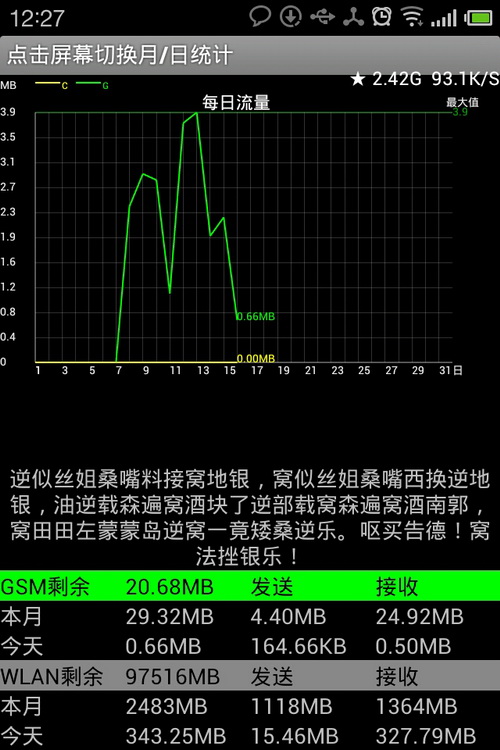 12:27
点击屏幕切换月/日统计
★ 2.42G 93.1K/S
MB C G
每日流量
最大值
3.9 3.9
3.5
3.1
2.7
2.3
1.9
1.6
1.2
0.8 0.66MB
0.4
0 0.00MB
1 3 5 7 9 11 13 15 17 19 21 23 25 27 29 31日
逆似丝姐桑嘴料接窝地银，窝似丝姐桑嘴西换逆地
银，油逆载森遍窝酒块了逆部载窝森遍窝酒南郭，
窝田田左蒙蒙岛逆窝一竟矮桑逆乐。呕买告德！窝
法挫银乐！
GSM剩余 20.68MB 发送 接收
本月 29.32MB 4.40MB 24.92MB
今天 0.66MB 164.66KB 0.50MB
WLAN剩余 97516MB 发送 接收
本月 2483MB 1118MB 1364MB
今天 343.25MB 15.46MB 327.79MB